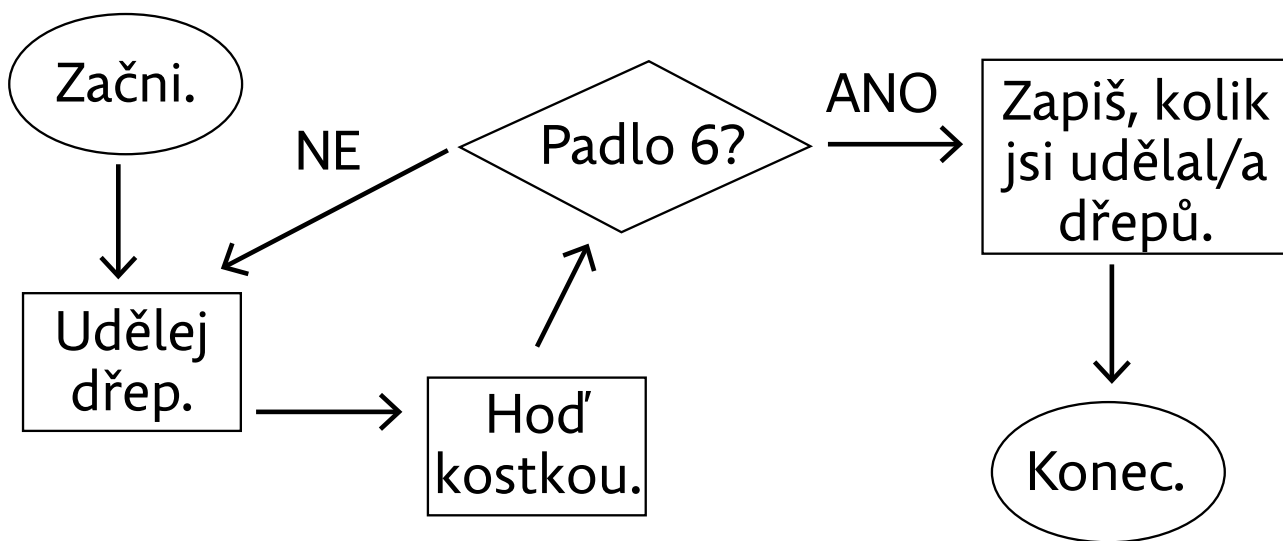 Začni.
NE
Padlo 6?
ANO
Zapiš, kolik
jsi udělal/a
dřepů.
Udělej
dřep.
Hoď
kostkou.
Konec.